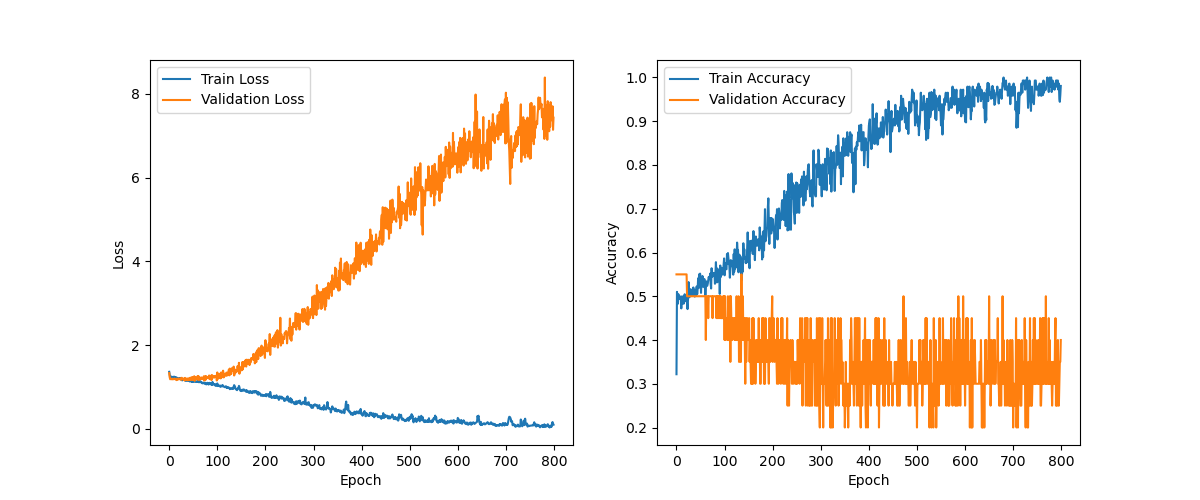 Train Loss
Validation Loss
Loss
8
6
4
2
0
0 100 200 300 400 500 600 700 800
Epoch
Train Accuracy
Validation Accuracy
Accuracy
1.0
0.9
0.8
0.7
0.6
0.5
0.4
0.3
0.2
0 100 200 300 400 500 600 700 800
Epoch